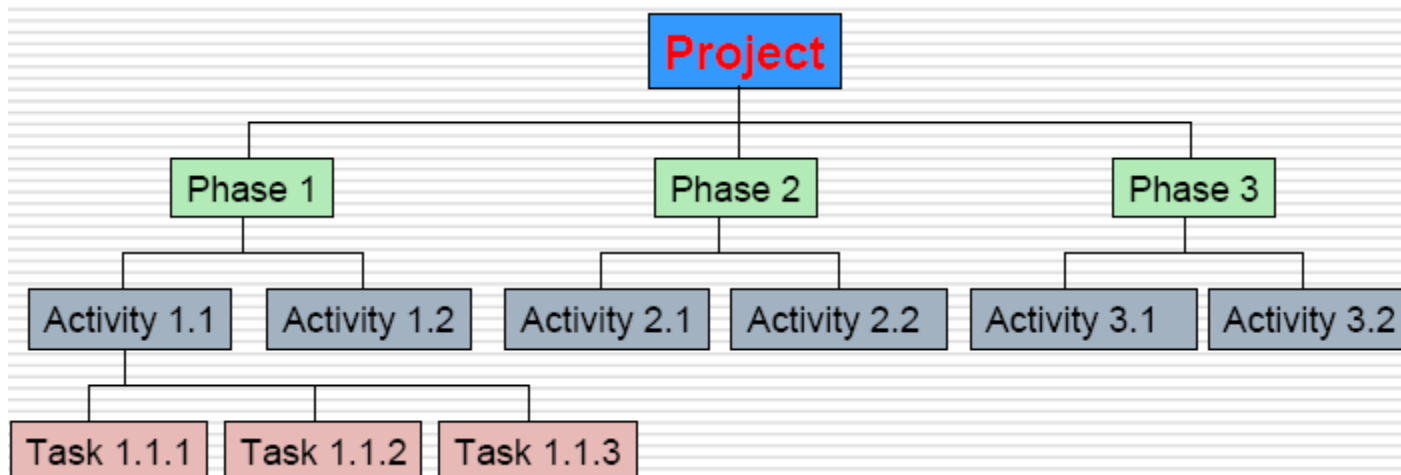 Project
Phase 1 Phase 2 Phase 3
Activity 1.1 Activity 1.2 Activity 2.1 Activity 2.2 Activity 3.1 Activity 3.2
Task 1.1.1 Task 1.1.2 Task 1.1.3